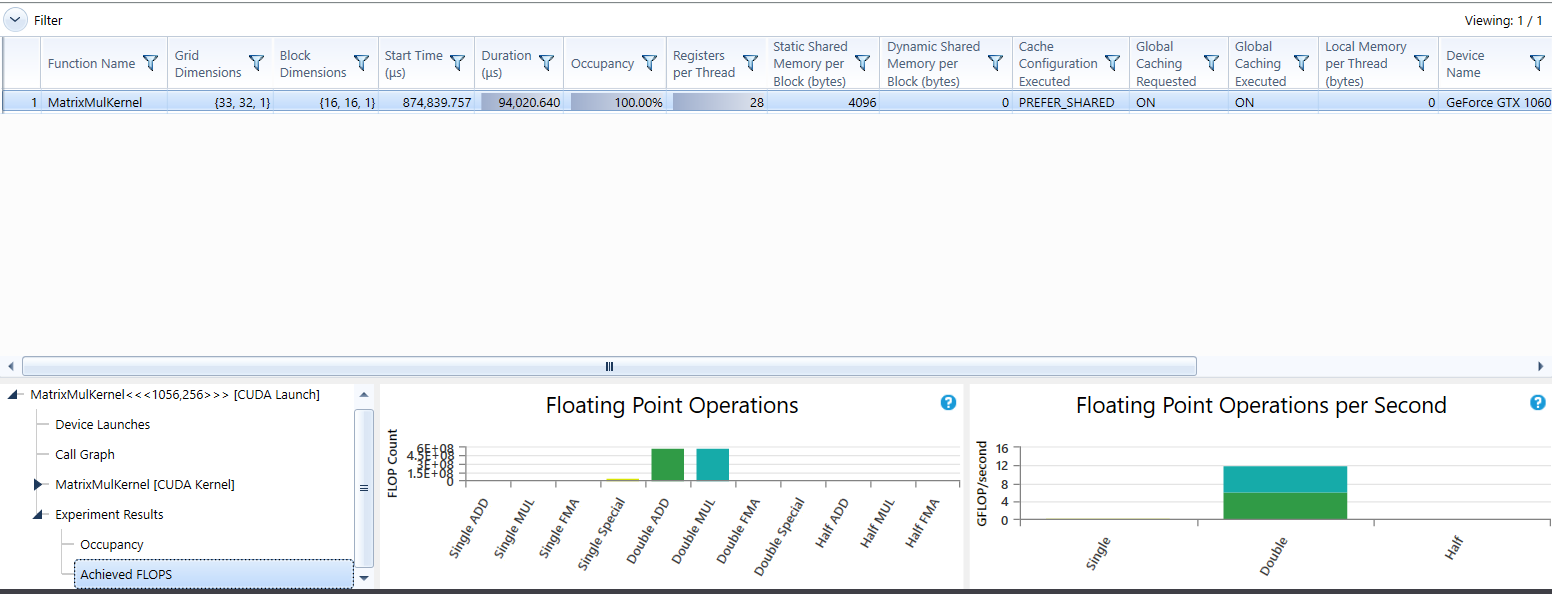 Filter
Viewing: 1 / 1
Function Name
Grid
Dimensions
Block
Dimensions
Start Time
(µs)
Duration
(µs)
Occupancy
Registers
per Thread
Static Shared
Memory per
Block (bytes)
Dynamic Shared
Memory per
Block (bytes)
Cache
Configuration
Executed
Global
Caching
Requested
Global
Caching
Executed
Local Memory
per Thread
(bytes)
Device
Name
1 MatrixMulKernel {33, 32, 1} {16, 16, 1} 874,839.757 94,020.640 100.00% 28 4096 0 PREFER_SHARED ON ON 0 GeForce GTX 1060
MatrixMulKernel<<<1056,256>>> [CUDA Launch]
Device Launches
Call Graph
MatrixMulKernel [CUDA Kernel]
Experiment Results
Occupancy
Achieved FLOPS
Floating Point Operations
?
FLOP Count
6E+08
4.5E+08
3E+08
1.5E+08
0
Single ADD
Single MUL
Single FMA
Single Special
Double ADD
Double MUL
Double FMA
Double Special
Half ADD
Half MUL
Half FMA
Floating Point Operations per Second
?
GFLOP/second
16
12
8
4
0
Single
Double
Half